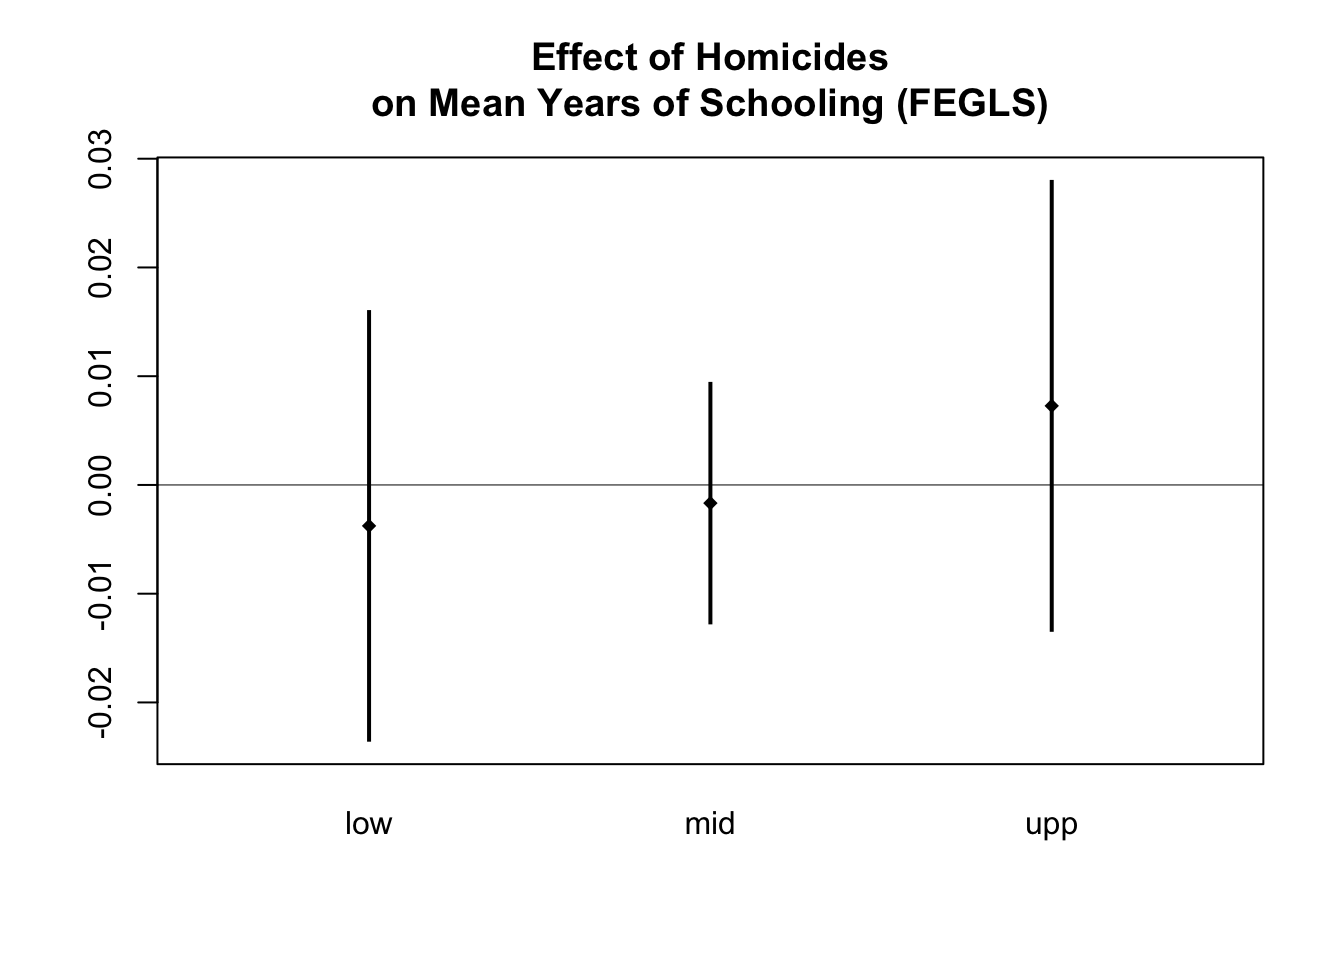 Effect of Homicides
on Mean Years of Schooling (FEGLS)
0.03
0.02
0.01
0.00
-0.01
-0.02
low mid upp